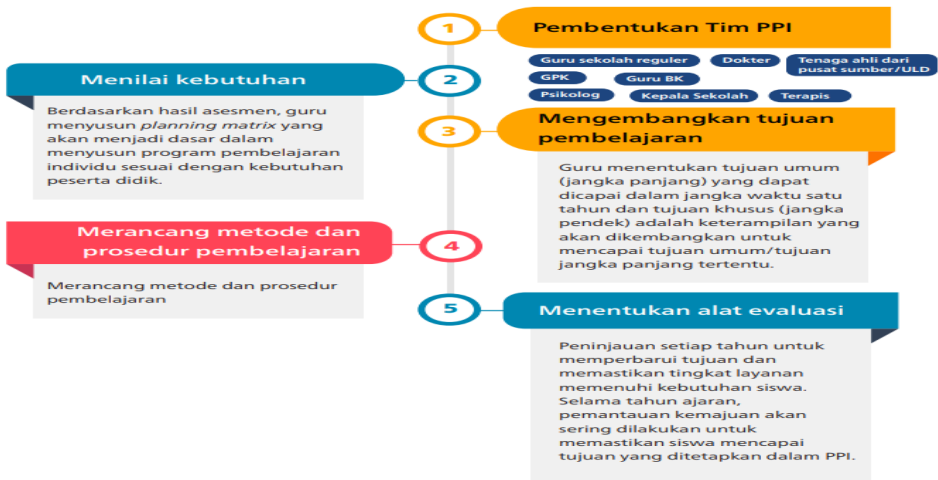 1
Pembentukan Tim PPI
Guru sekolah reguler
Dokter
Tenaga ahli dari
pusat sumber/ULD
GPK
Guru BK
Psikolog
Kepala Sekolah
Terapis
2
Menilai kebutuhan
Berdasarkan hasil asesmen, guru
menyusun planning matrix yang
akan menjadi dasar dalam
menyusun program pembelajaran
individu sesuai dengan kebutuhan
peserta didik.
3
Mengembangkan tujuan
pembelajaran
Guru menentukan tujuan umum
(jangka panjang) yang dapat
dicapai dalam jangka waktu satu
tahun dan tujuan khusus (jangka
pendek) adalah keterampilan yang
akan dikembangkan untuk
mencapai tujuan umum/tujuan
jangka panjang tertentu.
4
Merancang metode dan
prosedur pembelajaran
Merancang metode dan prosedur
pembelajaran
5
Menentukan alat evaluasi
Peninjauan setiap tahun untuk
memperbarui tujuan dan
memastikan tingkat layanan
memenuhi kebutuhan siswa.
Selama tahun ajaran,
pemantauan kemajuan akan
sering dilakukan untuk
memastikan siswa mencapai
tujuan yang ditetapkan dalam PPI.